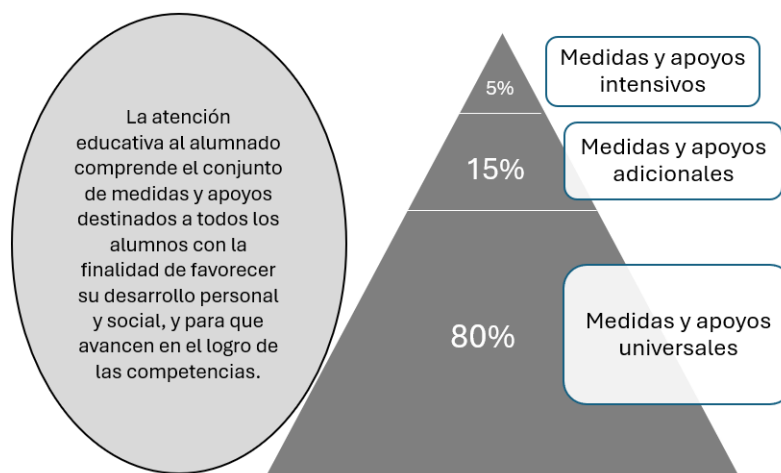 La atención
educativa al alumnado
comprende el conjunto
de medidas y apoyos
destinados a todos los
alumnos con la
finalidad de favorecer
su desarrollo personal
y social, y para que
avancen en el logro de
las competencias.
5%
Medidas y apoyos
intensivos
15%
Medidas y apoyos
adicionales
80%
Medidas y apoyos
universales